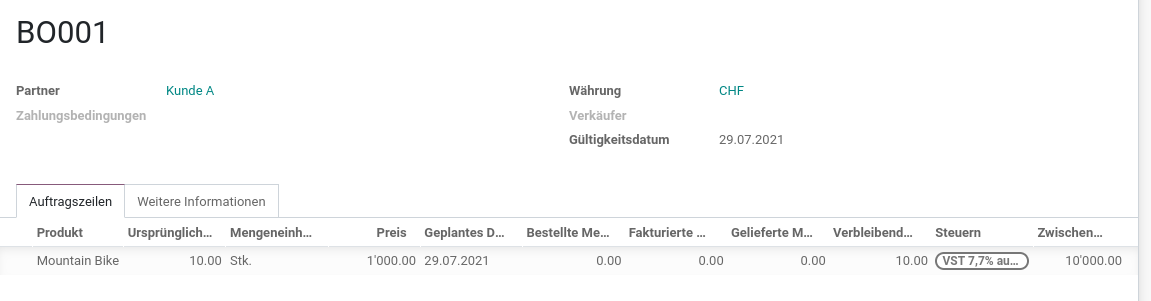 BO001
Partner Kunde A Währung CHF
Zahlungsbedingungen Verkäufer
Gültigkeitsdatum 29.07.2021
Auftragszeilen Weitere Informationen
Produkt Ursprünglich... Mengeneinh... Preis Geplantes D... Bestellte Me... Fakturierte ... Gelieferte M... Verbleibend... Steuern Zwischen...
Mountain Bike 10.00 Stk. 1'000.00 29.07.2021 0.00 0.00 0.00 10.00 VST 7,7% au... 10'000.00